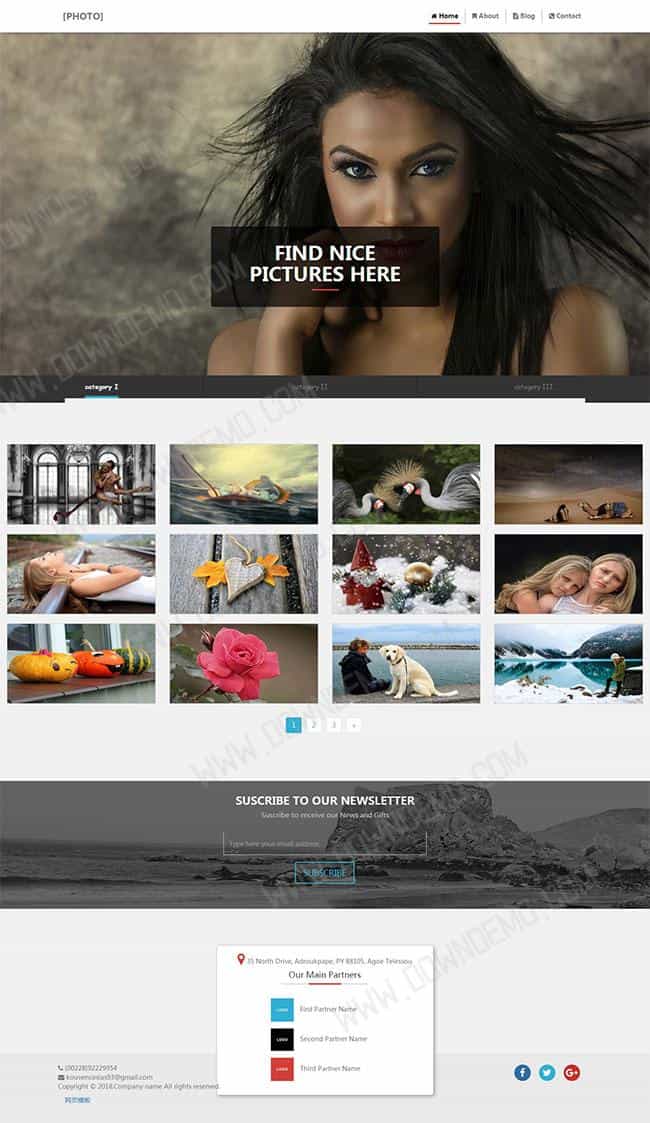 [PHOTO]
Home About Blog Contact
FIND NICE
PICTURES HERE
category I category II category III
1 2 3 »
SUSCRIBE TO OUR NEWSLETTER
Suscribe to receive our News and Gifts
Type here your email address
SUBSCRIBE
35 North Drive, Adroukpape, PY 88105, Agoe Telessou
Our Main Partners
LOGO First Partner Name
LOGO Second Partner Name
LOGO Third Partner Name
(00228)92229954
kouvenceslas93@gmail.com
Copyright © 2018.Company name All rights reserved.
网页模板
WWW.DOWNDEMO.COM